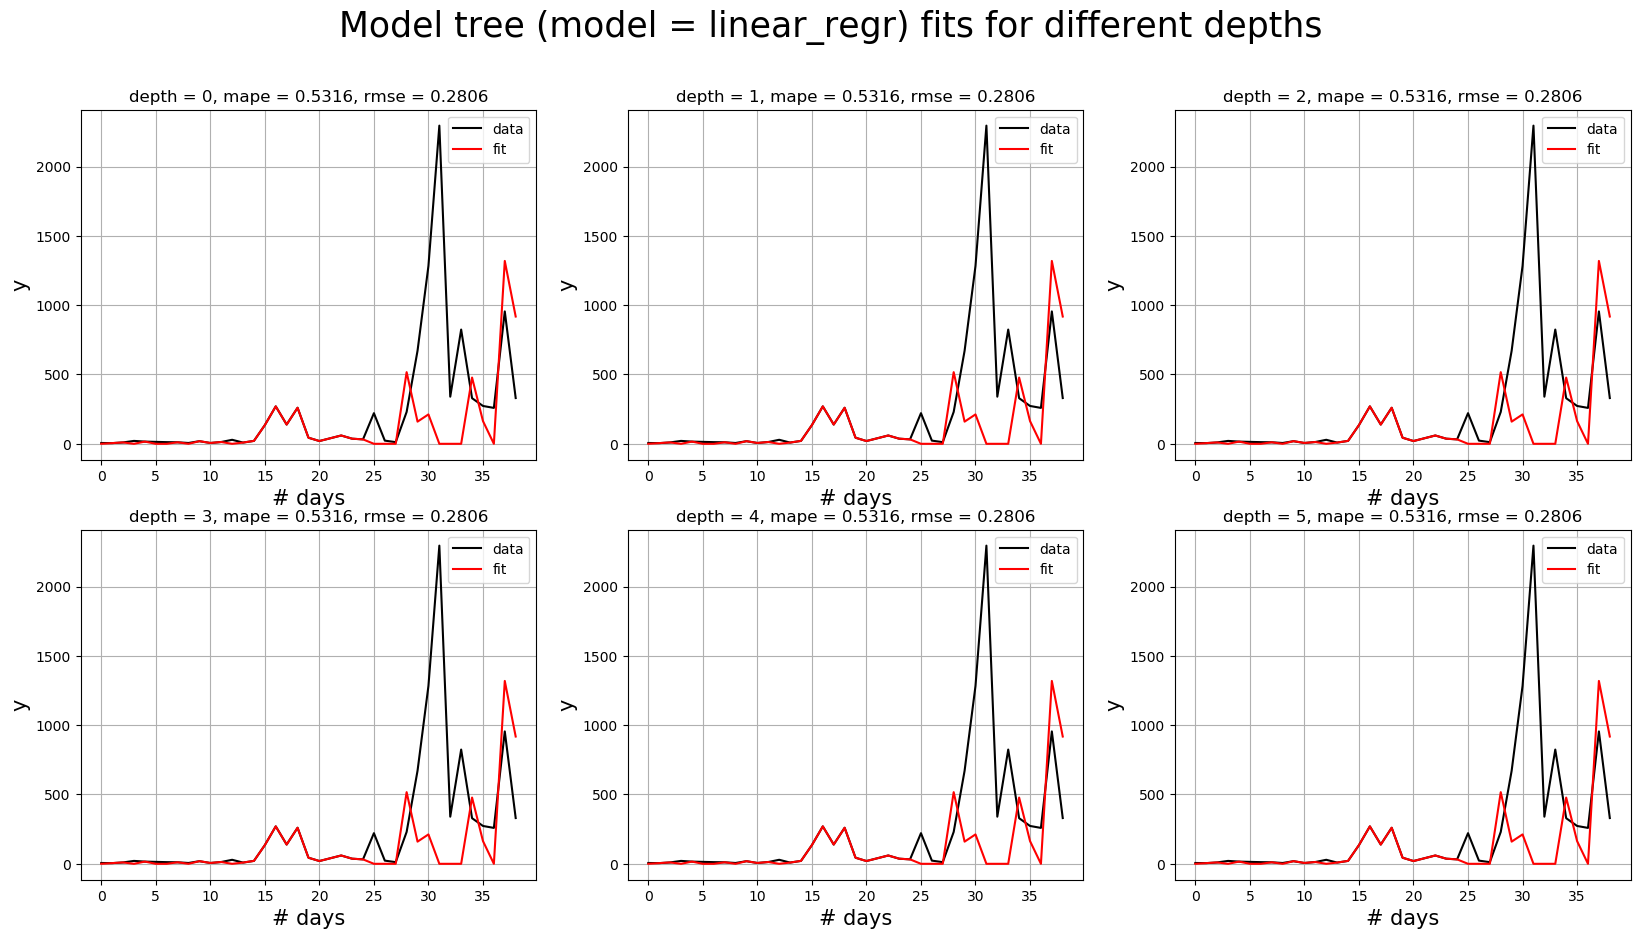 Model tree (model = linear_regr) fits for different depths
depth = 0, mape = 0.5316, rmse = 0.2806
data
fit
2000
1500
1000
500
0
y
0 5 10 15 20 25 30 35
# days
depth = 1, mape = 0.5316, rmse = 0.2806
data
fit
2000
1500
1000
500
0
y
0 5 10 15 20 25 30 35
# days
depth = 2, mape = 0.5316, rmse = 0.2806
data
fit
2000
1500
1000
500
0
y
0 5 10 15 20 25 30 35
# days
depth = 3, mape = 0.5316, rmse = 0.2806
data
fit
2000
1500
1000
500
0
y
0 5 10 15 20 25 30 35
# days
depth = 4, mape = 0.5316, rmse = 0.2806
data
fit
2000
1500
1000
500
0
y
0 5 10 15 20 25 30 35
# days
depth = 5, mape = 0.5316, rmse = 0.2806
data
fit
2000
1500
1000
500
0
y
0 5 10 15 20 25 30 35
# days